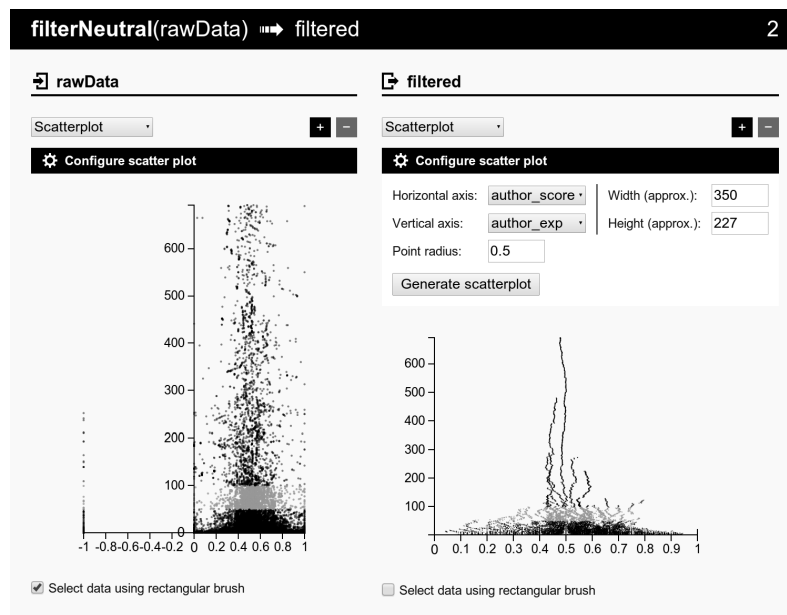 filterNeutral(rawData) ➟ filtered 2
rawData
Scatterplot
+ −
Configure scatter plot
600
500
400
300
200
100
0
-1 -0.8 -0.6 -0.4 -0.2 0 0.2 0.4 0.6 0.8 1
Select data using rectangular brush
filtered
Scatterplot
+ −
Configure scatter plot
Horizontal axis: author_score Width (approx.): 350
Vertical axis: author_exp Height (approx.): 227
Point radius: 0.5
Generate scatterplot
600
500
400
300
200
100
0 0.1 0.2 0.3 0.4 0.5 0.6 0.7 0.8 0.9 1
Select data using rectangular brush